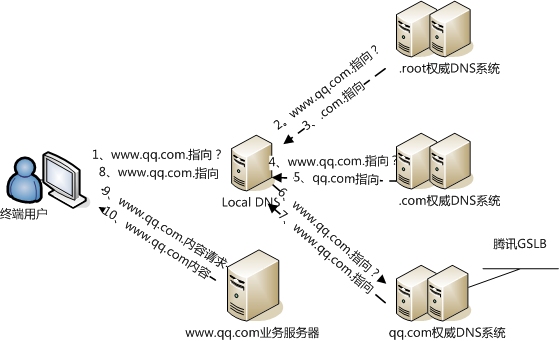 .root权威DNS系统
2。www.qq.com.指向？
3、.com.指向
1、www.qq.com.指向？
8、www.qq.com.指向
4、www.qq.com.指向？
5、qq.com指向
.com权威DNS系统
终端用户
Local DNS
6、www.qq.com.指向？
7、www.qq.com.指向
9、www.qq.com.内容请求
10、www.qq.com内容
腾讯GSLB
www.qq.com业务服务器
qq.com权威DNS系统